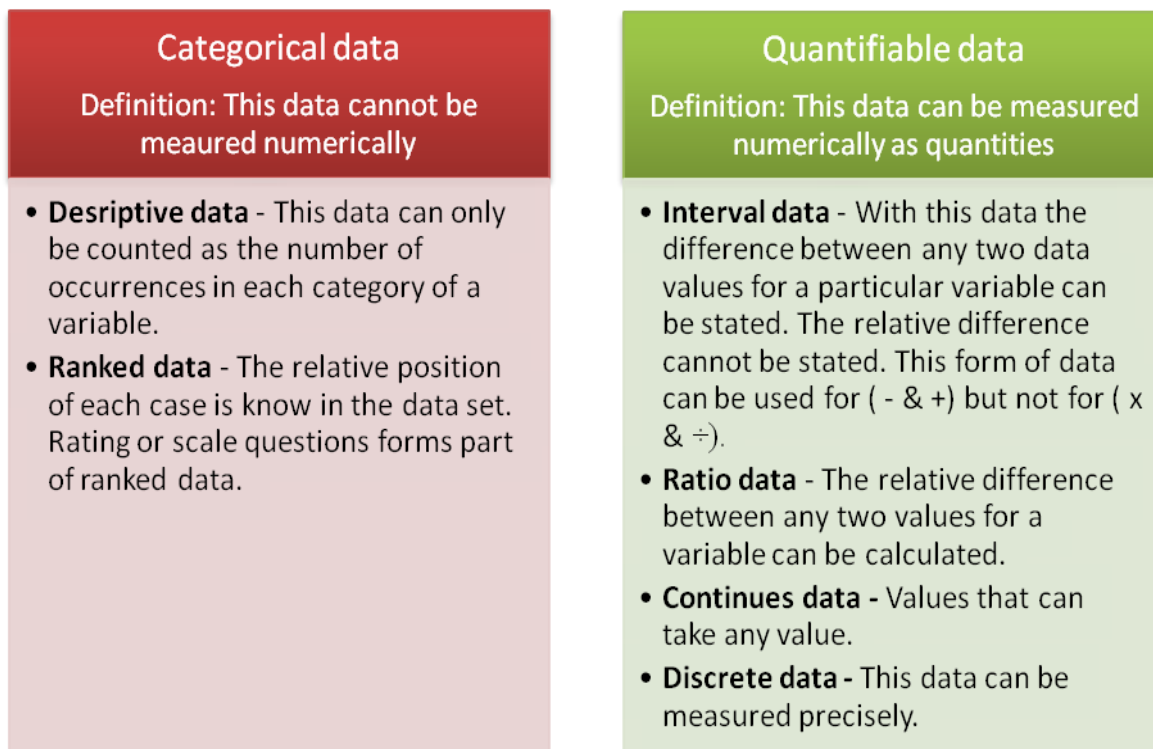 Categorical data
Definition: This data cannot be
meaured numerically
• Desriptive data - This data can only
be counted as the number of
occurrences in each category of a
variable.
• Ranked data - The relative position
of each case is know in the data set.
Rating or scale questions forms part
of ranked data.
Quantifiable data
Definition: This data can be measured
numerically as quantities
• Interval data - With this data the
difference between any two data
values for a particular variable can
be stated. The relative difference
cannot be stated. This form of data
can be used for ( - & +) but not for ( x
& ÷).
• Ratio data - The relative difference
between any two values for a
variable can be calculated.
• Continues data - Values that can
take any value.
• Discrete data - This data can be
measured precisely.